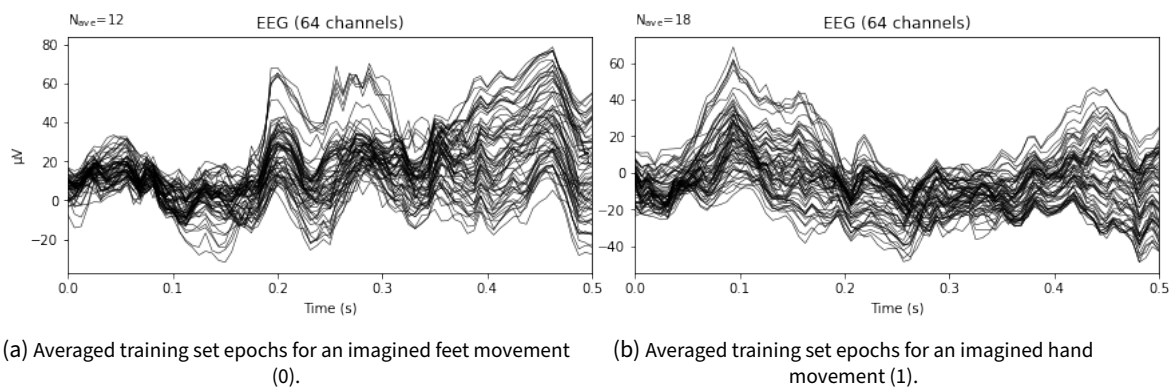 Nave=12
EEG (64 channels)
μV
80
60
40
20
0
−20
0.0 0.1 0.2 0.3 0.4 0.5
Time (s)
(a) Averaged training set epochs for an imagined feet movement
(0).
Nave=18
EEG (64 channels)
60
40
20
0
−20
−40
0.0 0.1 0.2 0.3 0.4 0.5
Time (s)
(b) Averaged training set epochs for an imagined hand
movement (1).